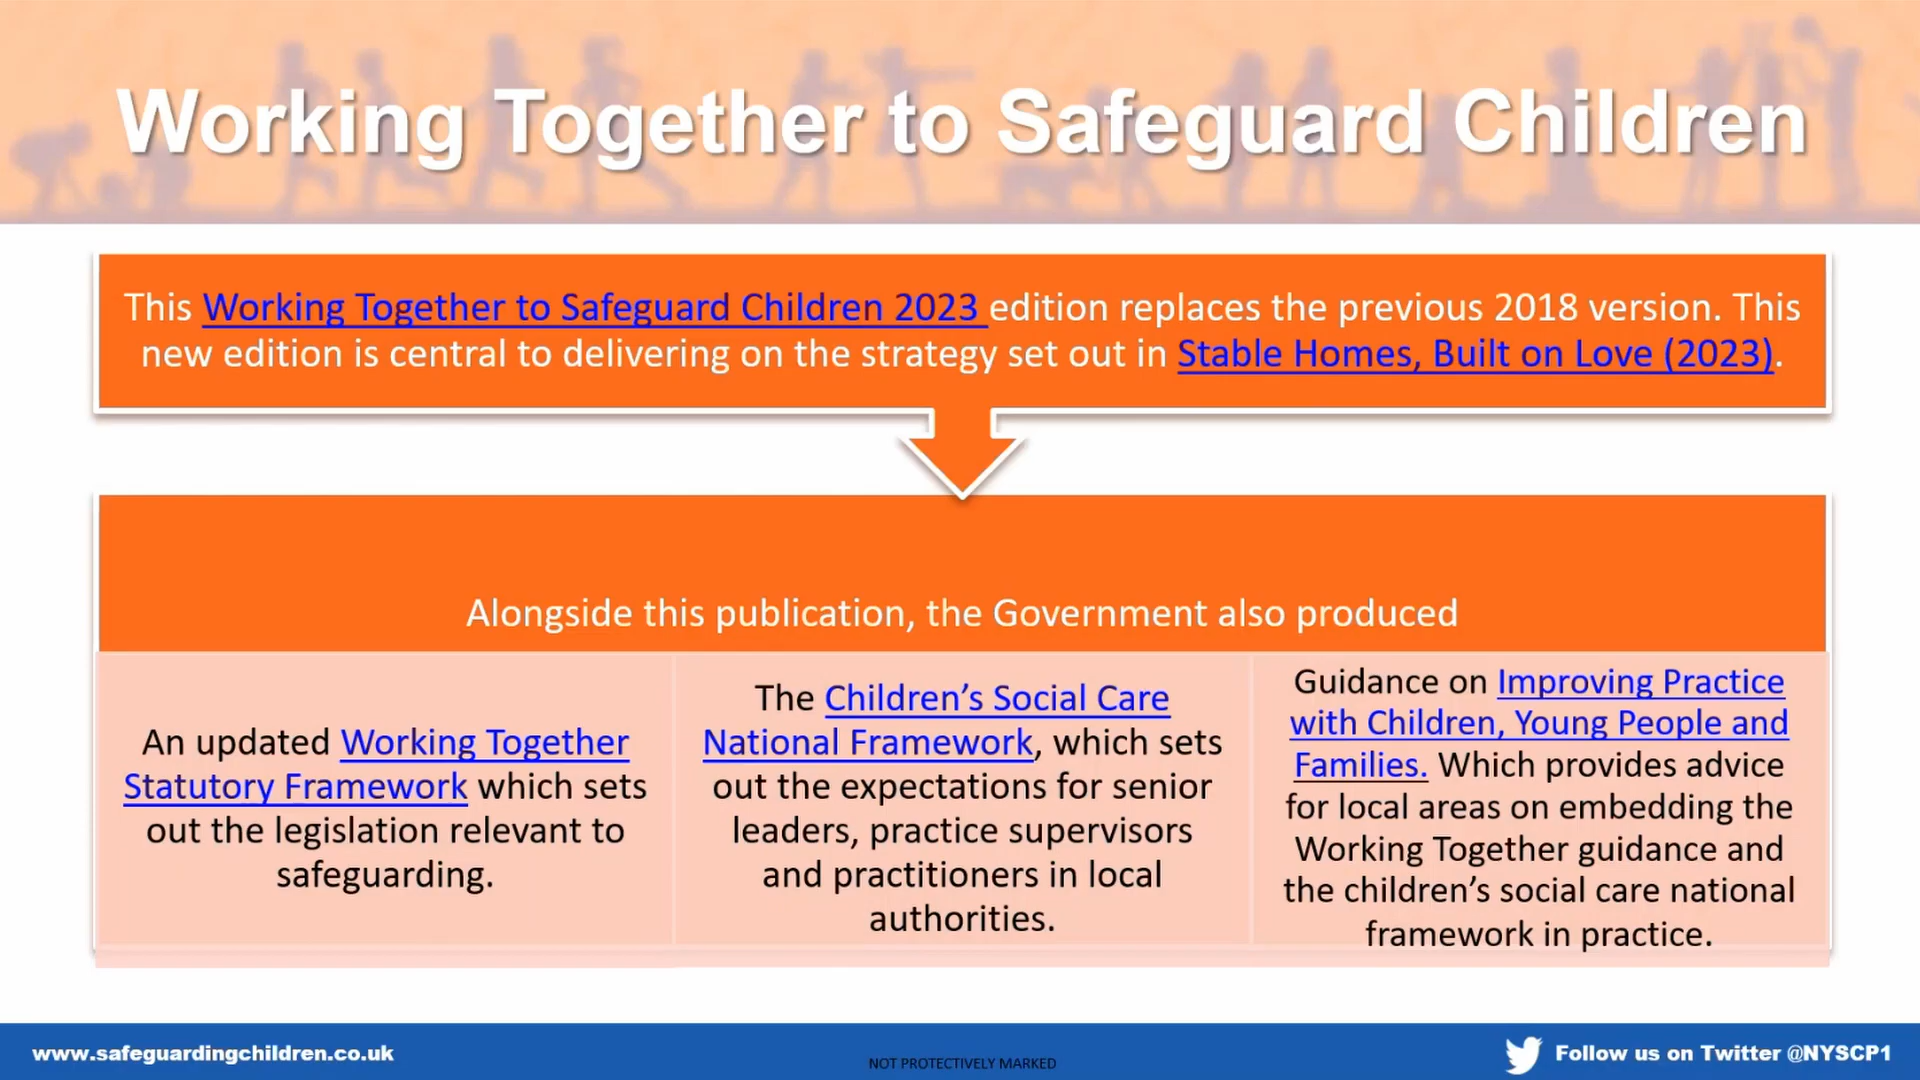 Working Together to Safeguard Children
This Working Together to Safeguard Children 2023 edition replaces the previous 2018 version. This
new edition is central to delivering on the strategy set out in Stable Homes, Built on Love (2023).
Alongside this publication, the Government also produced
An updated Working Together
Statutory Framework which sets
out the legislation relevant to
safeguarding.
The Children’s Social Care
National Framework, which sets
out the expectations for senior
leaders, practice supervisors
and practitioners in local
authorities.
Guidance on Improving Practice
with Children, Young People and
Families. Which provides advice
for local areas on embedding the
Working Together guidance and
the children’s social care national
framework in practice.
www.safeguardingchildren.co.uk
NOT PROTECTIVELY MARKED
Follow us on Twitter @NYSCP1